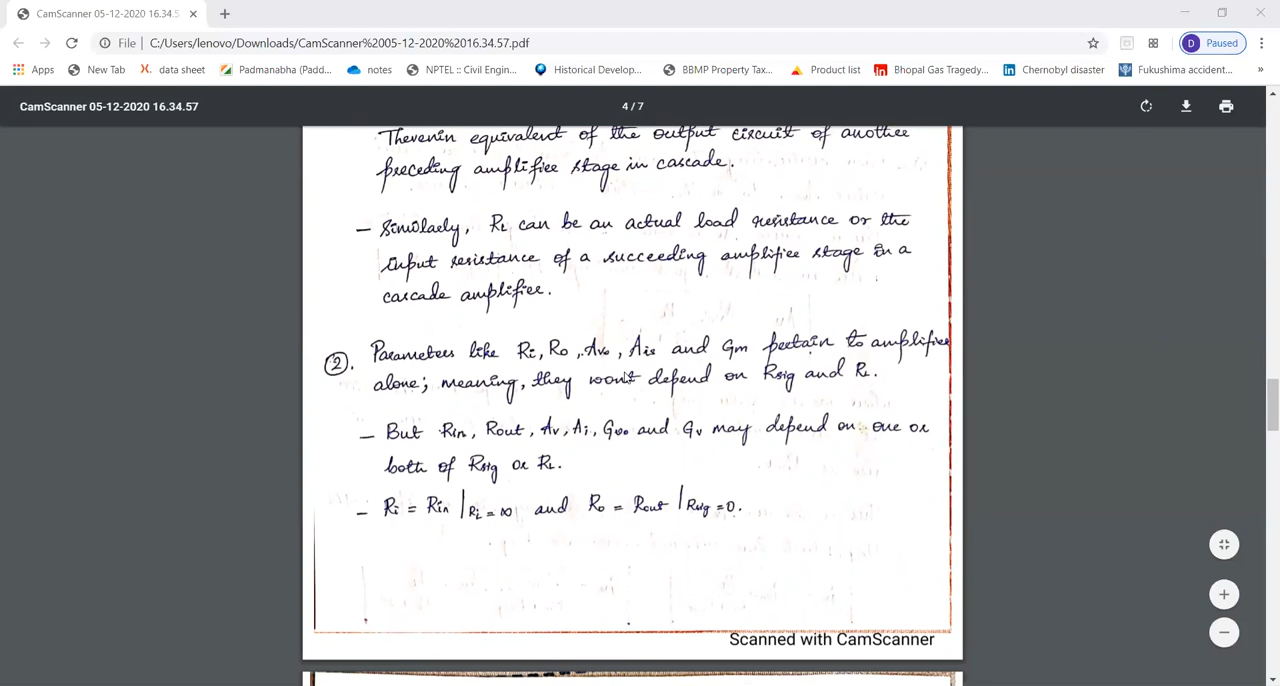 CamScanner 05-12-2020 16.34.5
File C:/Users/lenovo/Downloads/CamScanner%2005-12-2020%2016.34.57.pdf
D Paused
Apps New Tab X. data sheet Padmanabha (Padd... notes NPTEL :: Civil Engin... Historical Develop... BBMP Property Tax... Product list in Bhopal Gas Tragedy... in Chernobyl disaster Fukushima accident... »
CamScanner 05-12-2020 16.34.57 4 / 7
Thevenin equivalent of the output circuit of another
preceding amplifier stage in cascade.
- Similarly, RL can be an actual load resistance or the
input resistance of a succeeding amplifier stage in a
cascade amplifier.
②. Parameters like Ri, Ro, Avo, Ais and Gm pertain to amplifier
alone; meaning, they won't depend on Rsig and RL.
- But Rin, Rout, Av, Ai, Gvo and Gv may depend on one or
both of Rsig or RL.
- Ri = Rin |RL = ∞ and Ro = Rout |Rsig = 0.
Scanned with CamScanner